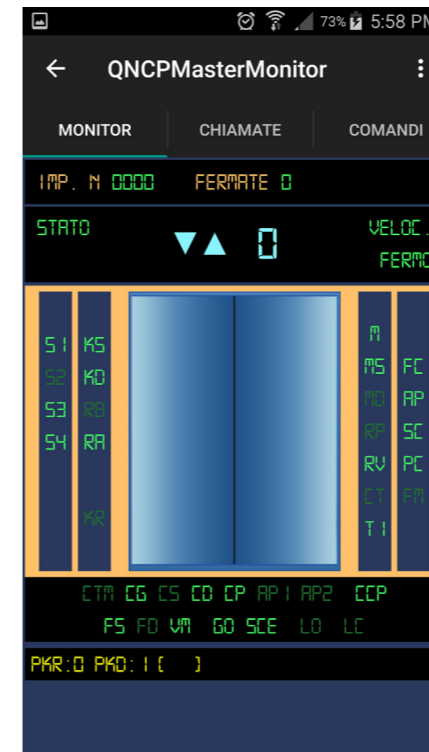 73% 5:58 PM
QNCPMasterMonitor
MONITOR CHIAMATE COMANDI
IMP. N 0000 FERMATE 0
STATO 0 VELOC.
FERMO
S1 KS M
S2 KD MS FC
S3 RB MD AP
S4 RA RP SC
RV PC
KR CT FM
T1
CTM CG CS CD CP AP1 AP2 CCP
FS FD VM GO SCE LO LC
PKR:0 PKD:1[ ]